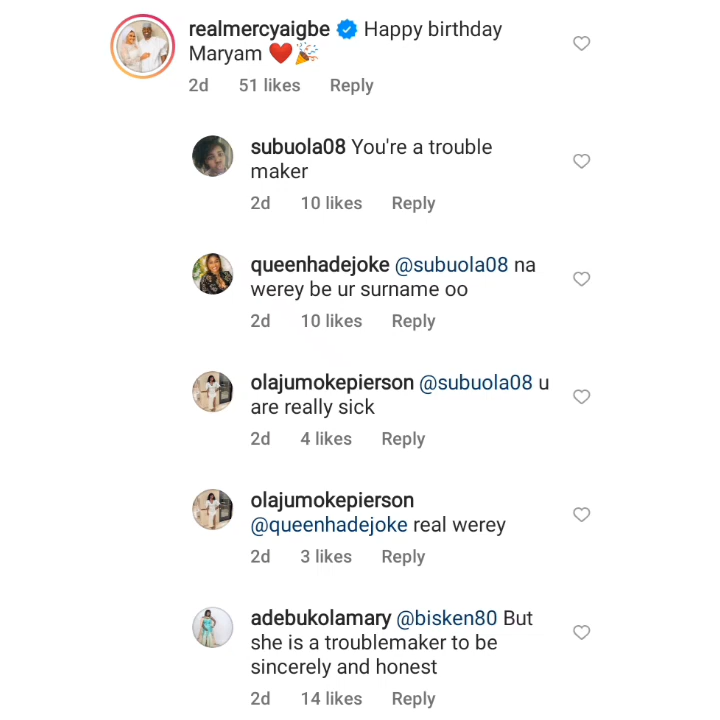 realmercyaigbe Happy birthday
Maryam ❤️🎉
2d 51 likes Reply
subuola08 You're a trouble
maker
2d 10 likes Reply
queenhadejoke @subuola08 na
werey be ur surname oo
2d 10 likes Reply
olajumokepierson @subuola08 u
are really sick
2d 4 likes Reply
olajumokepierson
@queenhadejoke real werey
2d 3 likes Reply
adebukolamary @bisken80 But
she is a troublemaker to be
sincerely and honest
2d 14 likes Reply